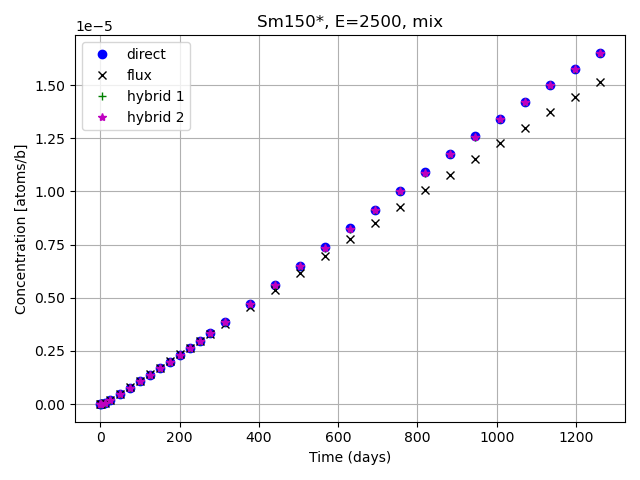 Sm150*, E=2500, mix
1e−5
direct
flux
hybrid 1
hybrid 2
1.50
1.25
1.00
0.75
0.50
0.25
0.00
Concentration [atoms/b]
0 200 400 600 800 1000 1200
Time (days)